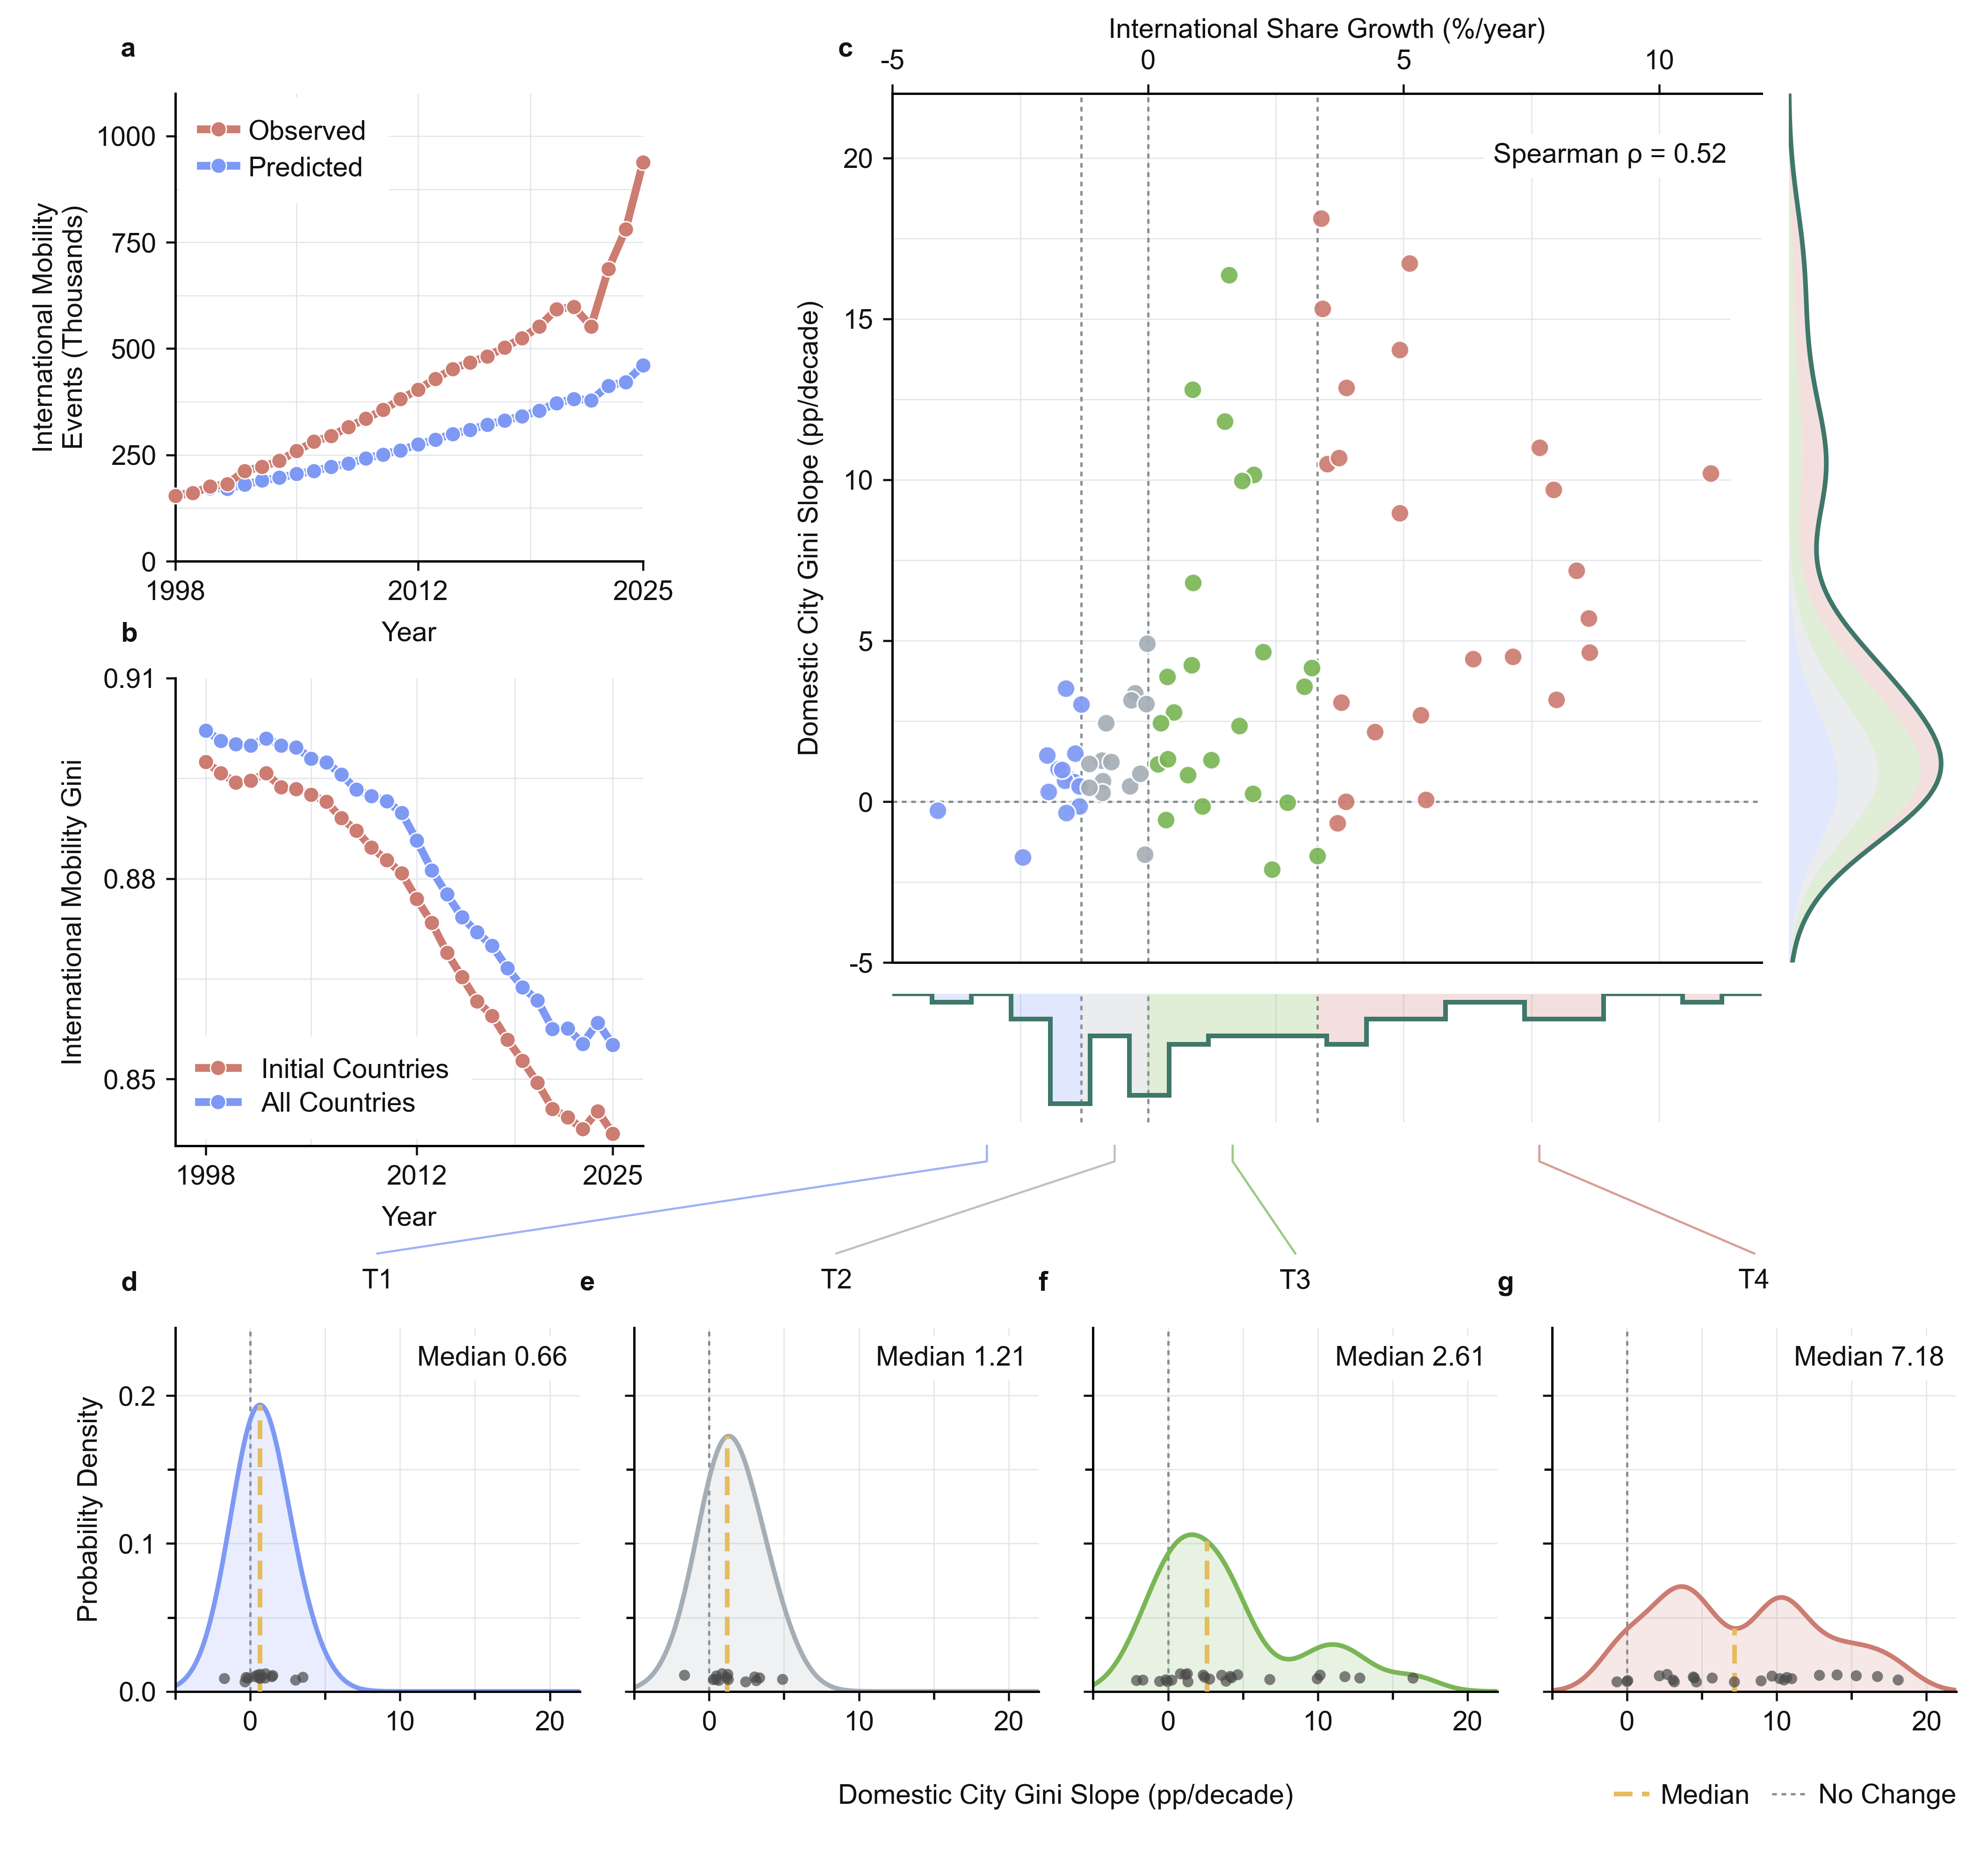 a
1000
750
500
250
0
International Mobility
Events (Thousands)
Observed
Predicted
1998
2012
2025
Year
b
0.91
0.88
0.85
International Mobility Gini
Initial Countries
All Countries
1998
2012
2025
Year
c
International Share Growth (%/year)
-5
0
5
10
Spearman ρ = 0.52
20
15
10
5
0
-5
Domestic City Gini Slope (pp/decade)
d
T1
e
T2
f
T3
g
T4
Probability Density
0.2
0.1
0.0
Median 0.66
Median 1.21
Median 2.61
Median 7.18
0
10
20
0
10
20
0
10
20
0
10
20
Domestic City Gini Slope (pp/decade)
Median
No Change